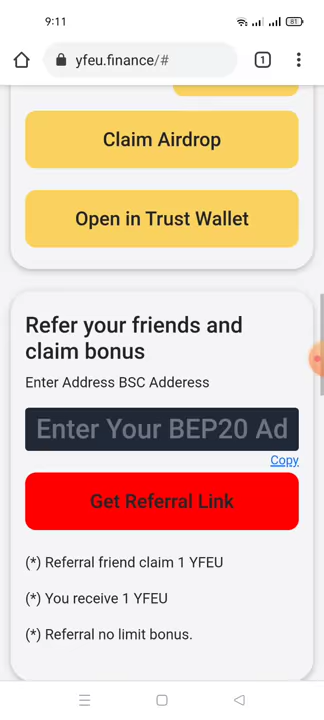 9:11
81
yfeu.finance/#
1
Claim Airdrop
Open in Trust Wallet
Refer your friends and
claim bonus
Enter Address BSC Adderess
Enter Your BEP20 Ad
Copy
Get Referral Link
(*) Referral friend claim 1 YFEU
(*) You receive 1 YFEU
(*) Referral no limit bonus.